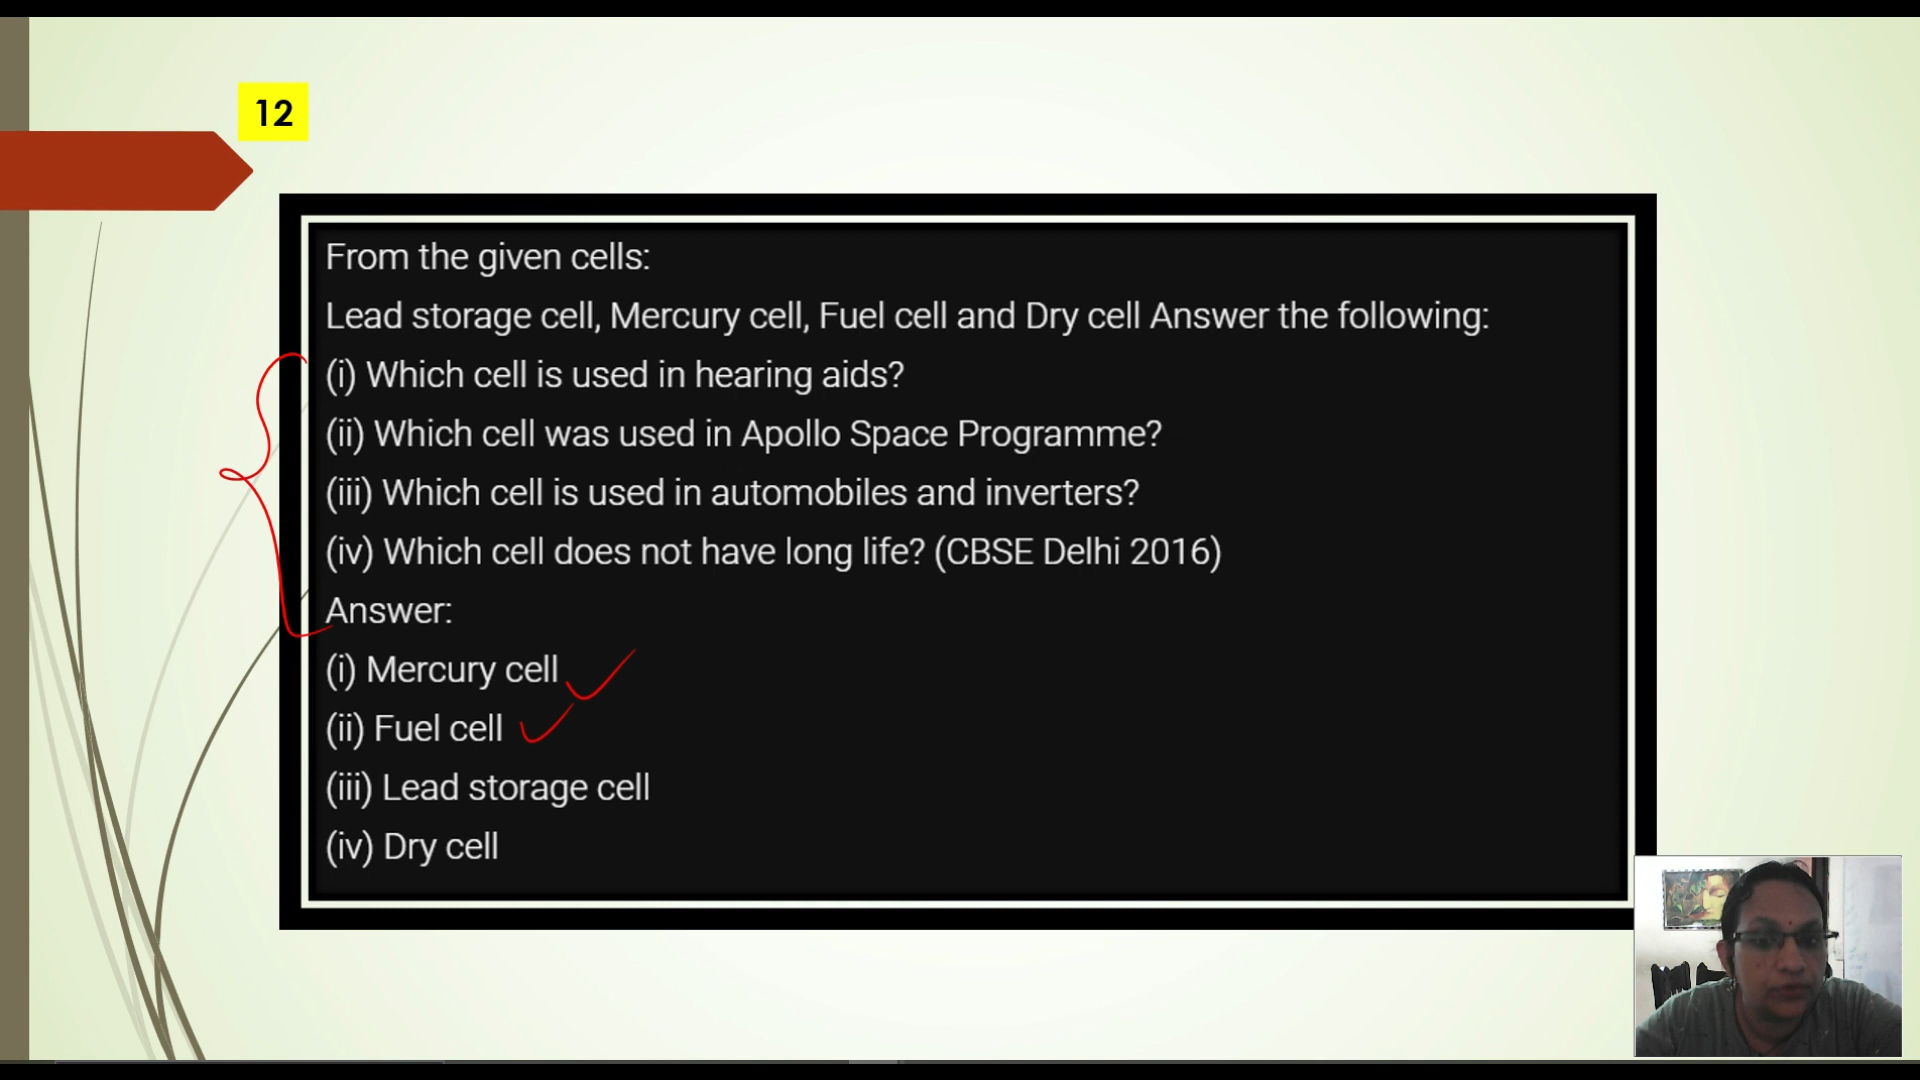 12
From the given cells:
Lead storage cell, Mercury cell, Fuel cell and Dry cell Answer the following:
(i) Which cell is used in hearing aids?
(ii) Which cell was used in Apollo Space Programme?
(iii) Which cell is used in automobiles and inverters?
(iv) Which cell does not have long life? (CBSE Delhi 2016)
Answer:
(i) Mercury cell
(ii) Fuel cell
(iii) Lead storage cell
(iv) Dry cell